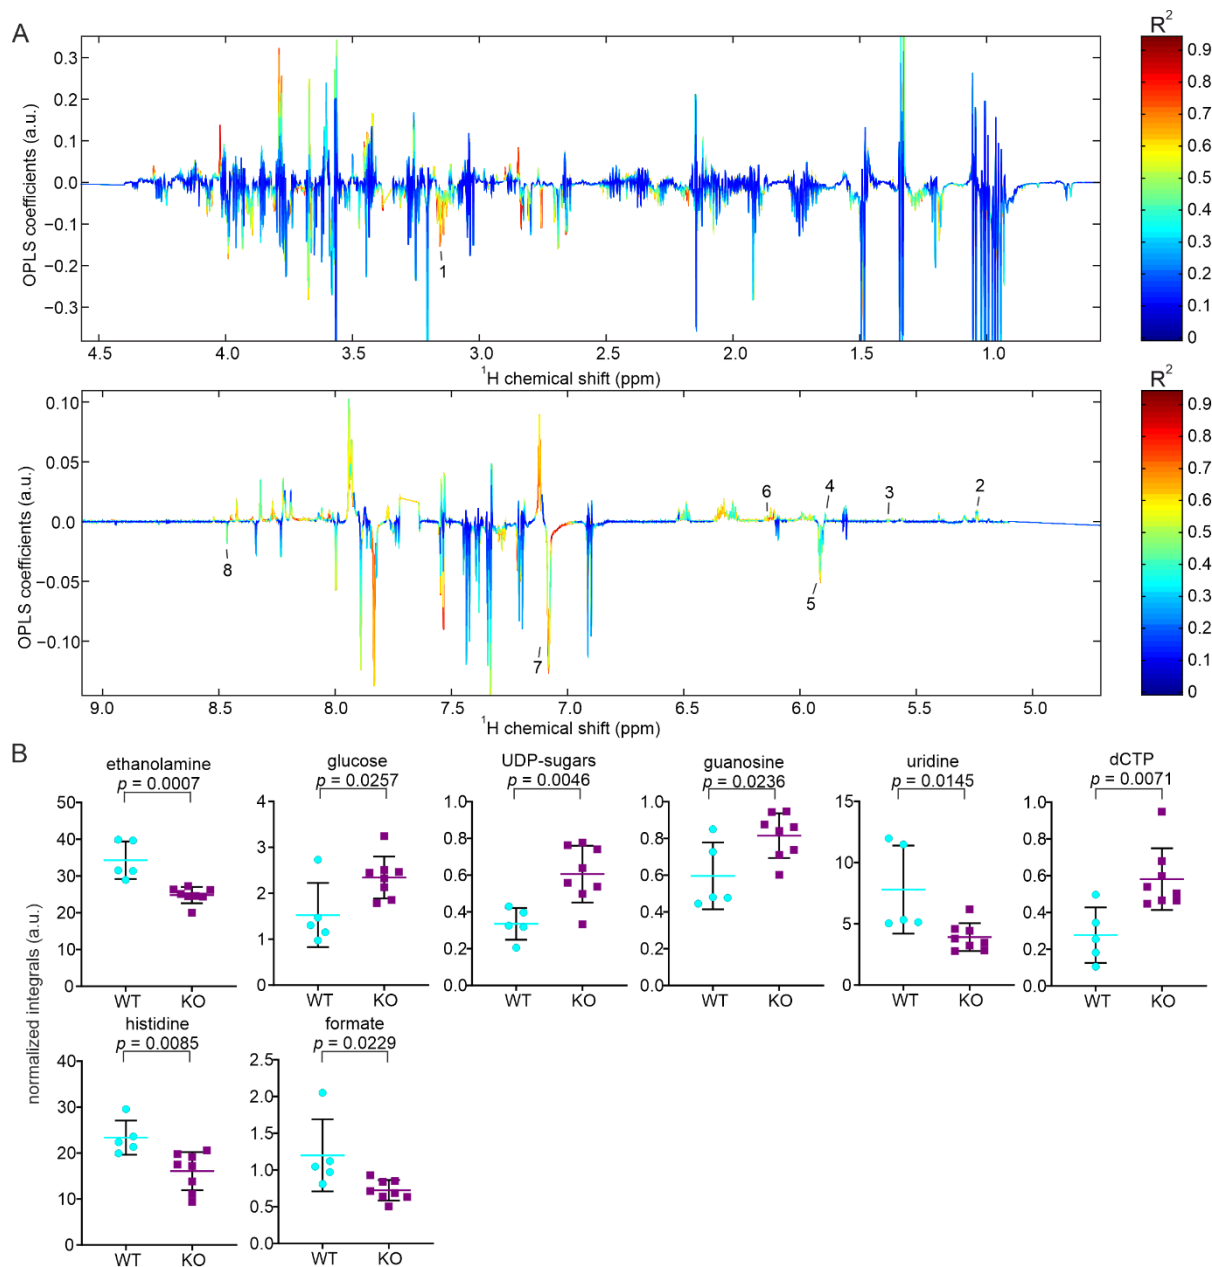 A
R²
0.3
0.2
0.1
0.0
−0.1
−0.2
−0.3
OPLS coefficients (a.u.)
1
4.5 4.0 3.5 3.0 2.5 2.0 1.5 1.0
¹H chemical shift (ppm)
0.9
0.8
0.7
0.6
0.5
0.4
0.3
0.2
0.1
0
R²
0.10
0.05
0.0
−0.05
−0.10
OPLS coefficients (a.u.)
8 7 6 5 4 3 2
9.0 8.5 8.0 7.5 7.0 6.5 6.0 5.5 5.0
¹H chemical shift (ppm)
0.9
0.8
0.7
0.6
0.5
0.4
0.3
0.2
0.1
0
B
normalized integrals (a.u.)
ethanolamine
p = 0.0007
50
40
30
20
10
0
WT KO
glucose
p = 0.0257
4
3
2
1
0
WT KO
UDP-sugars
p = 0.0046
1.0
0.8
0.6
0.4
0.2
0.0
WT KO
guanosine
p = 0.0236
1.0
0.8
0.6
0.4
0.2
0.0
WT KO
uridine
p = 0.0145
15
10
5
0
WT KO
dCTP
p = 0.0071
1.0
0.8
0.6
0.4
0.2
0.0
WT KO
histidine
p = 0.0085
40
30
20
10
0
WT KO
formate
p = 0.0229
2.5
2.0
1.5
1.0
0.5
0.0
WT KO